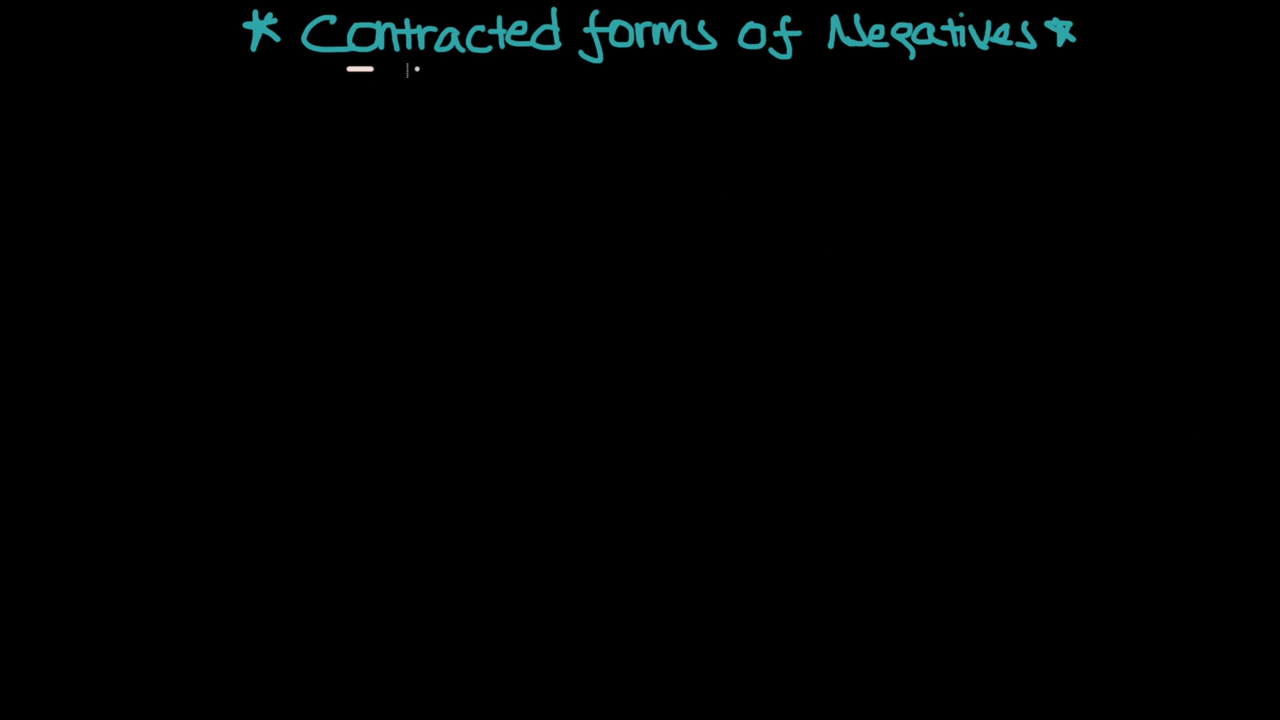 * Contracted forms of Negatives *